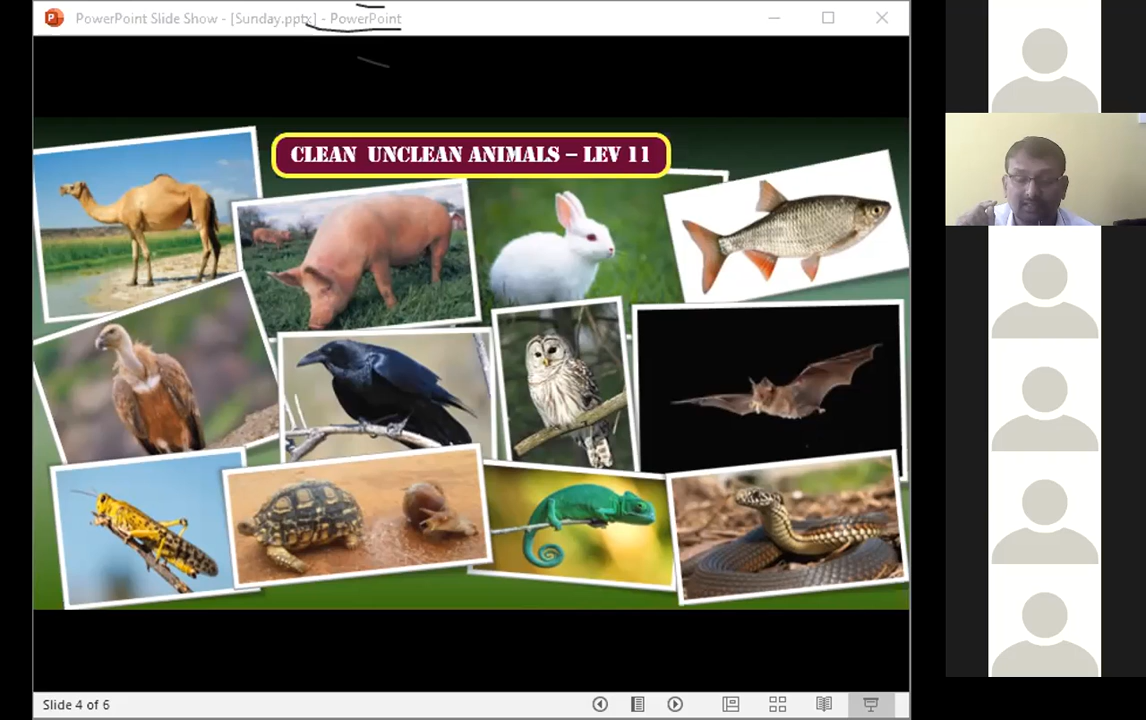 PowerPoint Slide Show - [Sunday.pptx] - PowerPoint
CLEAN UNCLEAN ANIMALS – LEV 11
Slide 4 of 6